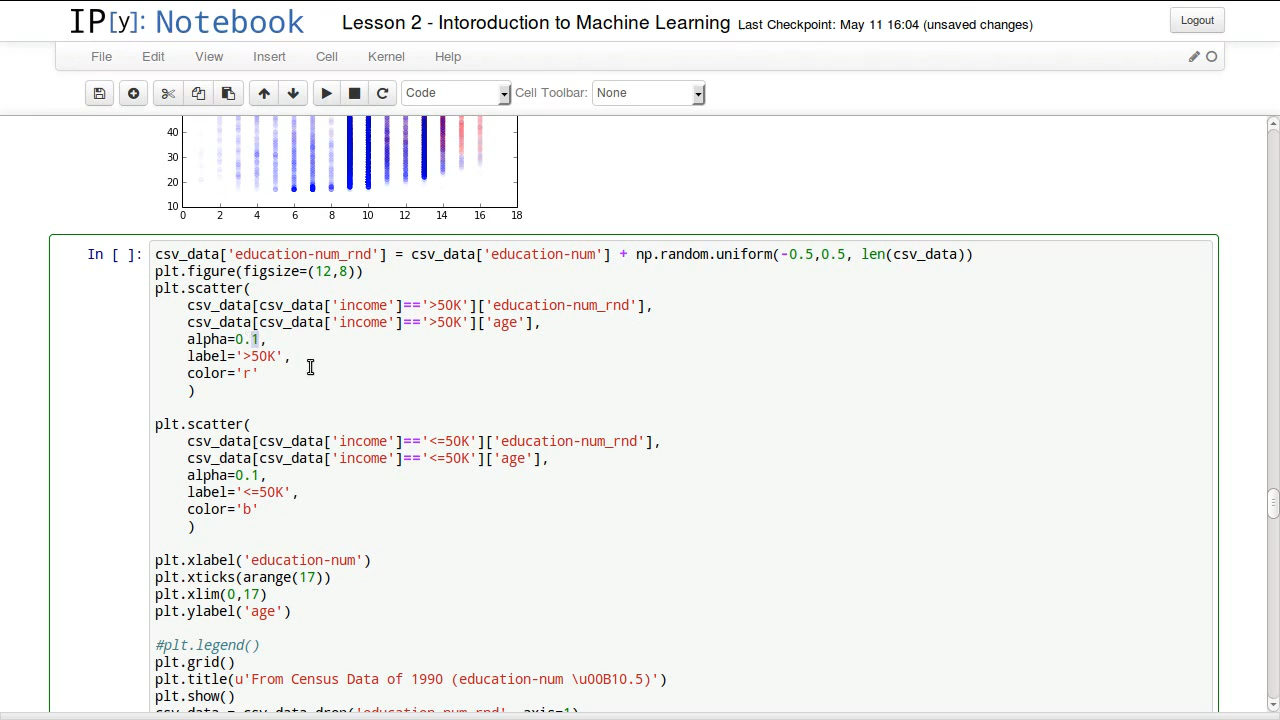 IP[y]: Notebook Lesson 2 - Intoroduction to Machine Learning Last Checkpoint: May 11 16:04 (unsaved changes) Logout
File Edit View Insert Cell Kernel Help
Code Cell Toolbar: None
40
30
20
10
0 2 4 6 8 10 12 14 16 18
In [ ]: csv_data['education-num_rnd'] = csv_data['education-num'] + np.random.uniform(-0.5,0.5, len(csv_data))
plt.figure(figsize=(12,8))
plt.scatter(
csv_data[csv_data['income']=='>50K']['education-num_rnd'],
csv_data[csv_data['income']=='>50K']['age'],
alpha=0.1,
label='>50K',
color='r'
)
plt.scatter(
csv_data[csv_data['income']=='<=50K']['education-num_rnd'],
csv_data[csv_data['income']=='<=50K']['age'],
alpha=0.1,
label='<=50K',
color='b'
)
plt.xlabel('education-num')
plt.xticks(arange(17))
plt.xlim(0,17)
plt.ylabel('age')
#plt.legend()
plt.grid()
plt.title(u'From Census Data of 1990 (education-num \u00B10.5)')
plt.show()
csv_data = csv_data.drop('education-num_rnd', axis=1)